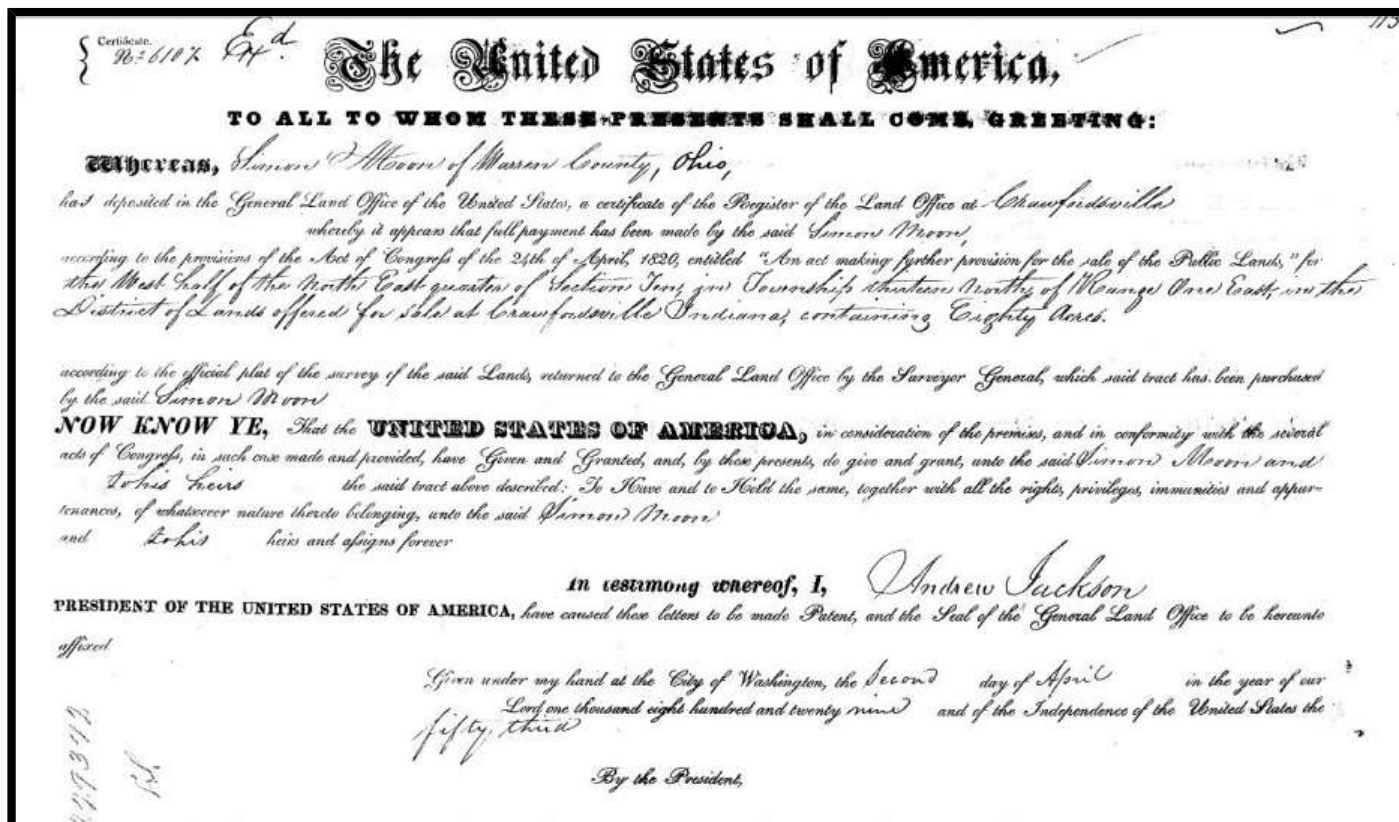 113
Certificate.
No. 6107 Exd.
The United States of America,
TO ALL TO WHOM THESE PRESENTS SHALL COME, GREETING:
Whereas, Simon Moon of Warren County, Ohio,
has deposited in the General Land Office of the United States, a certificate of the Register of the Land Office at Crawfordsville
whereby it appears that full payment has been made by the said Simon Moon,
according to the provisions of the Act of Congress of the 24th of April, 1820, entitled "An act making further provision for the sale of the Public Lands," for
the West half of the North East quarter of Section Ten, in Township thirteen North, of Range One East, in the
District of Lands offered for sale at Crawfordsville Indiana, containing Eighty Acres.
according to the official plat of the survey of the said Lands, returned to the General Land Office by the Surveyor General, which said tract has been purchased
by the said Simon Moon
NOW KNOW YE, That the UNITED STATES OF AMERICA, in consideration of the premises, and in conformity with the several
acts of Congress, in such case made and provided, have Given and Granted, and, by these presents, do give and grant, unto the said Simon Moon and
to his heirs the said tract above described: To Have and to Hold the same, together with all the rights, privileges, immunities and appur-
tenances, of whatsoever nature thereto belonging, unto the said Simon Moon
and to his heirs and assigns forever
In testimony whereof, I, Andrew Jackson
PRESIDENT OF THE UNITED STATES OF AMERICA, have caused these letters to be made Patent, and the Seal of the General Land Office to be hereunto
affixed
Given under my hand at the City of Washington, the Second day of April in the year of our
Lord one thousand eight hundred and twenty nine and of the Independence of the United States the
fifty third
By the President,